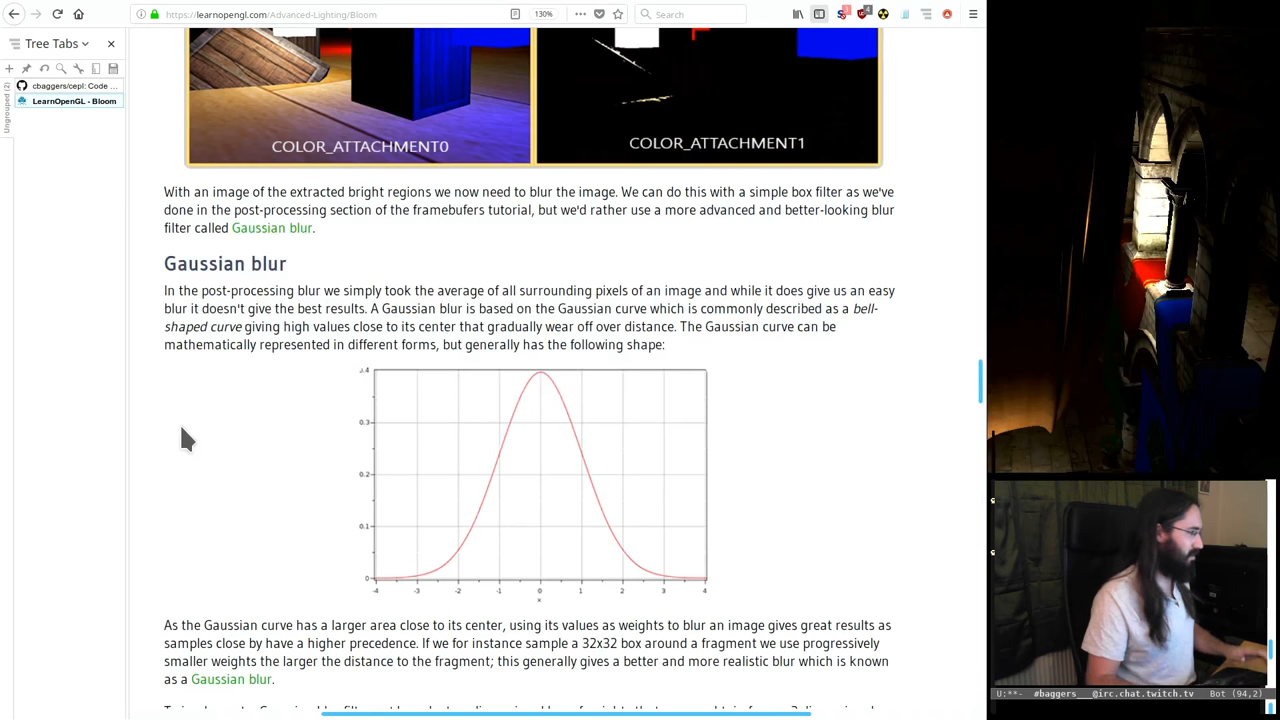 https://learnopengl.com/Advanced-Lighting/Bloom
130%
Search
Tree Tabs
Ungrouped (2)
cbaggers/cepl: Code ...
LearnOpenGL - Bloom
COLOR_ATTACHMENT0
COLOR_ATTACHMENT1
With an image of the extracted bright regions we now need to blur the image. We can do this with a simple box filter as we've
done in the post-processing section of the framebufers tutorial, but we'd rather use a more advanced and better-looking blur
filter called Gaussian blur.
Gaussian blur
In the post-processing blur we simply took the average of all surrounding pixels of an image and while it does give us an easy
blur it doesn't give the best results. A Gaussian blur is based on the Gaussian curve which is commonly described as a bell-
shaped curve giving high values close to its center that gradually wear off over distance. The Gaussian curve can be
mathematically represented in different forms, but generally has the following shape:
0.3
0.2
0.1
0
-4 -3 -2 -1 0 1 2 3 4
x
As the Gaussian curve has a larger area close to its center, using its values as weights to blur an image gives great results as
samples close by have a higher precedence. If we for instance sample a 32x32 box around a fragment we use progressively
smaller weights the larger the distance to the fragment; this generally gives a better and more realistic blur which is known
as a Gaussian blur.
U:**- #baggers___@irc.chat.twitch.tv Bot (94,2)